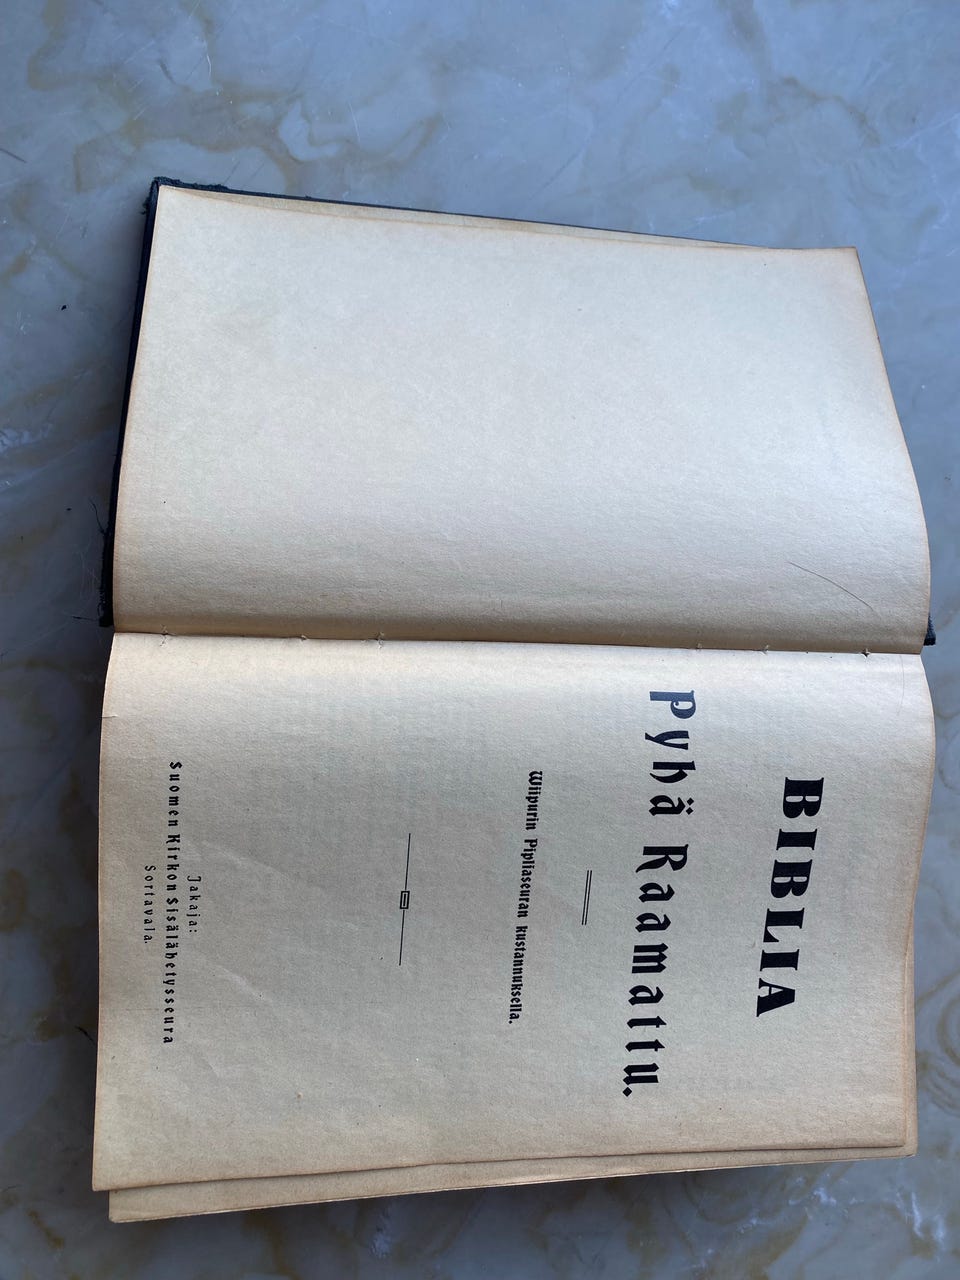 BIBLIA
Pyhä Raamattu.
Wiipurin Pipliaseuran kustannuksella.
Jakaja:
Suomen Kirkon Sisälähetysseura
Sortavala.